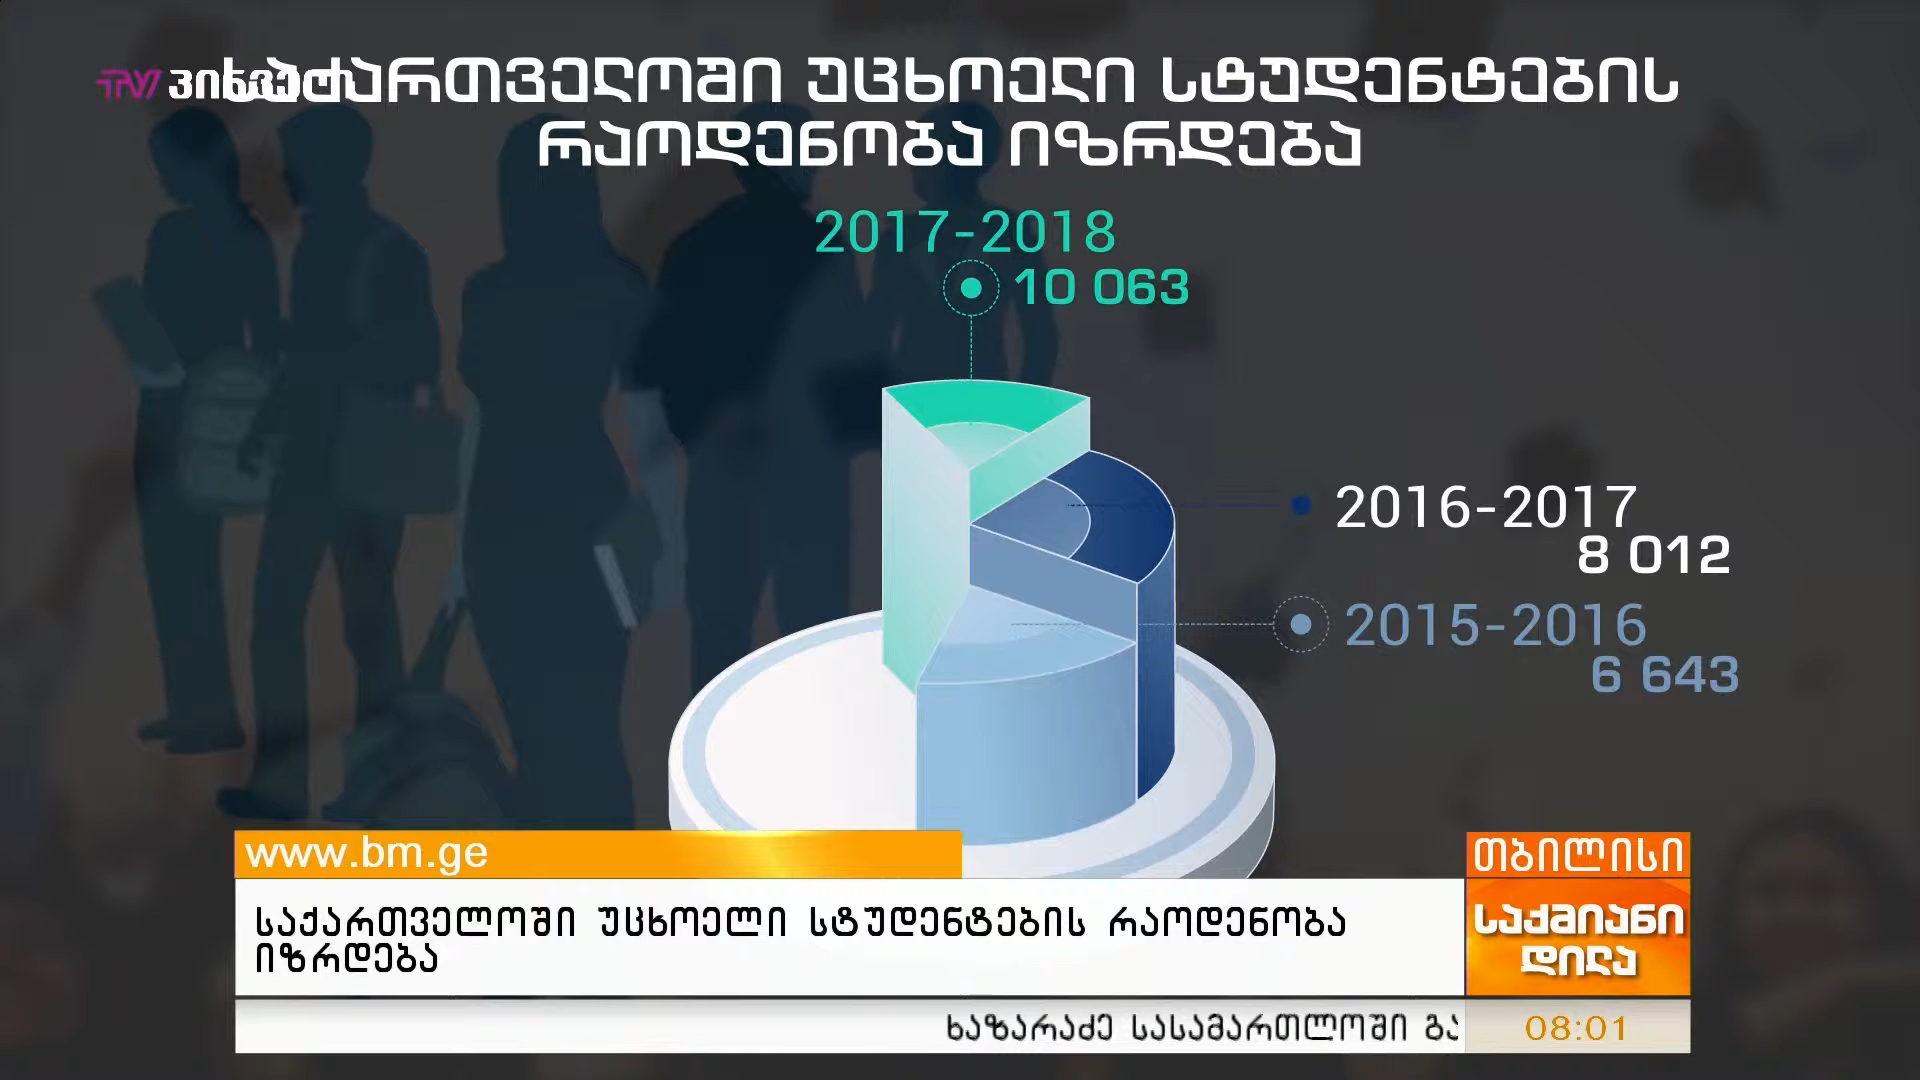 საქართველოში უცხოელი სტუდენტების
რაოდენობა იზრდება
2017-2018
10 063
2016-2017
8 012
2015-2016
6 643
www.bm.ge
თბილისი
საქართველოში უცხოელი სტუდენტების რაოდენობა
იზრდება
საქმიანი
დილა
ხაზარაძე სასამართლოში გა
08:01